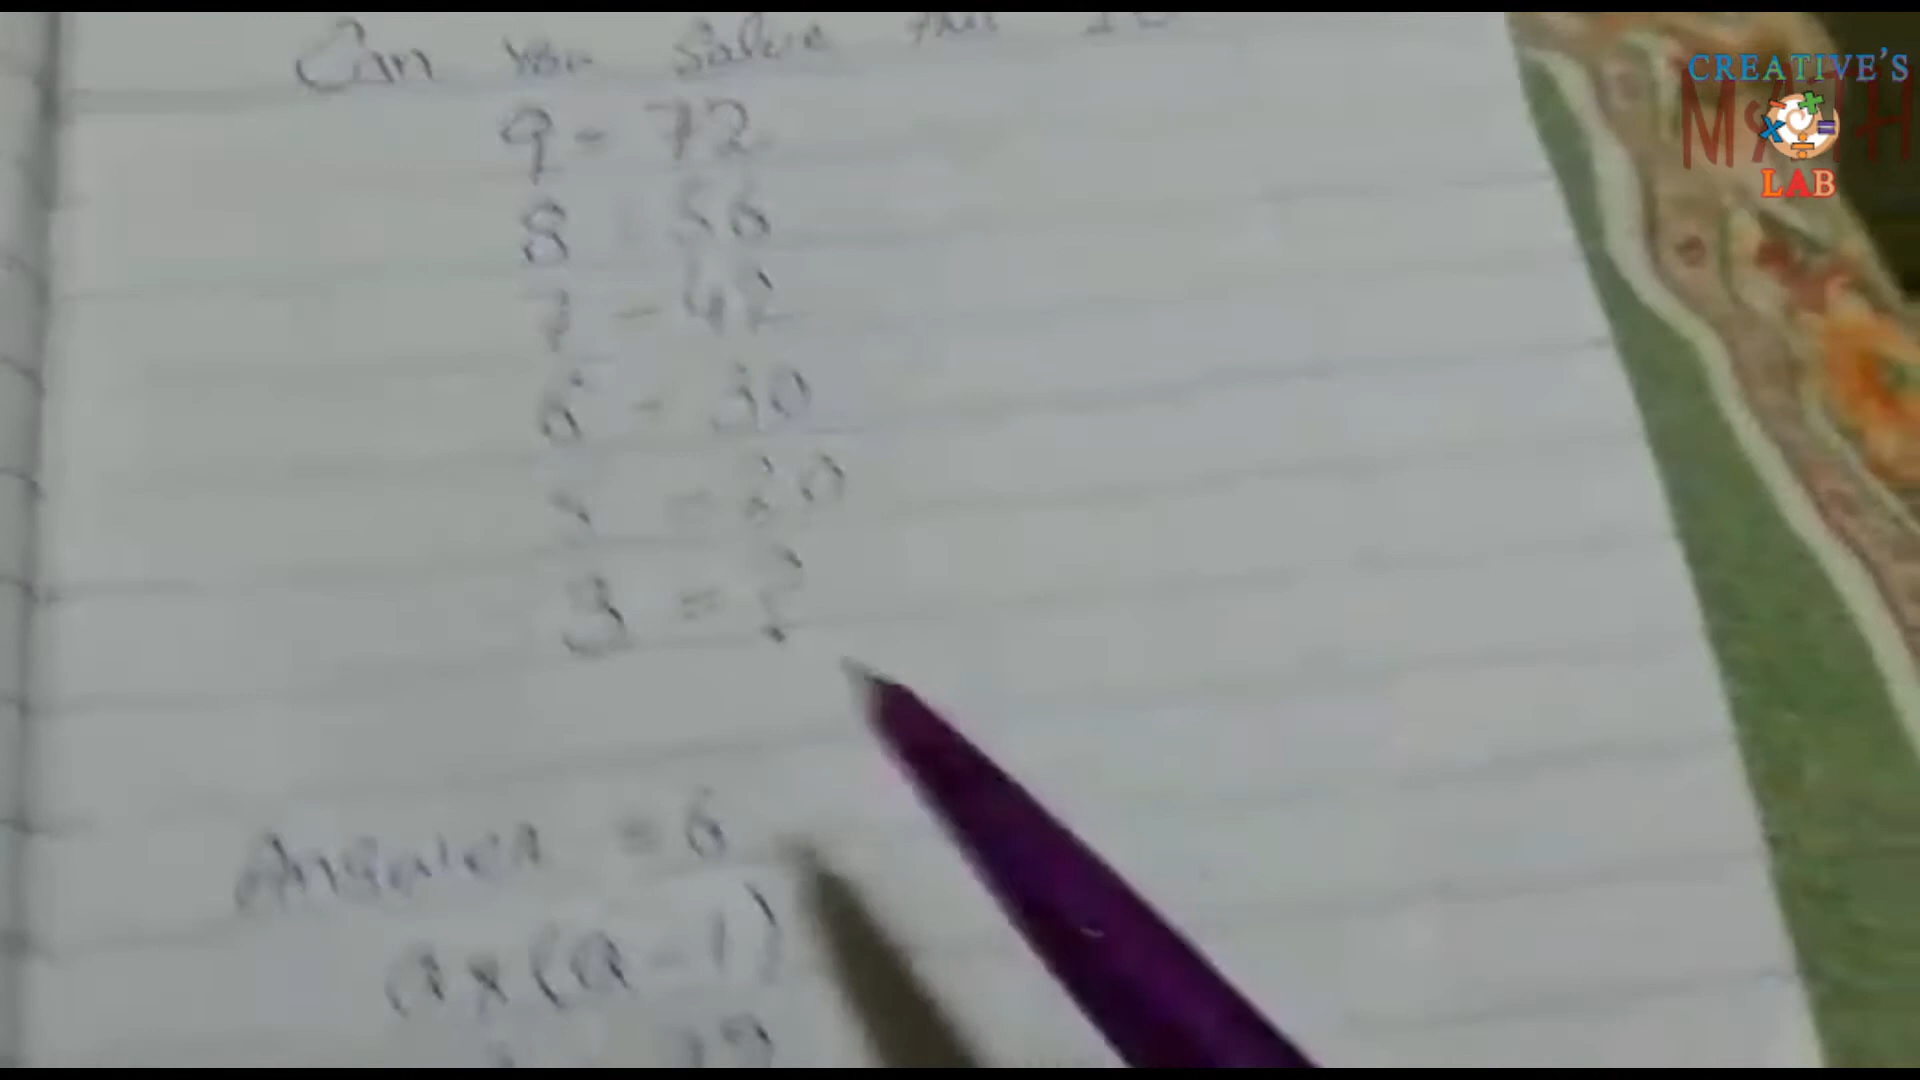 Can You Solve this
9 = 72
8 = 56
7 = 42
6 = 30
5 = 20
3 = ?
Answer = 6
a x (a - 1)
72
CREATIVE'S
MATH
LAB